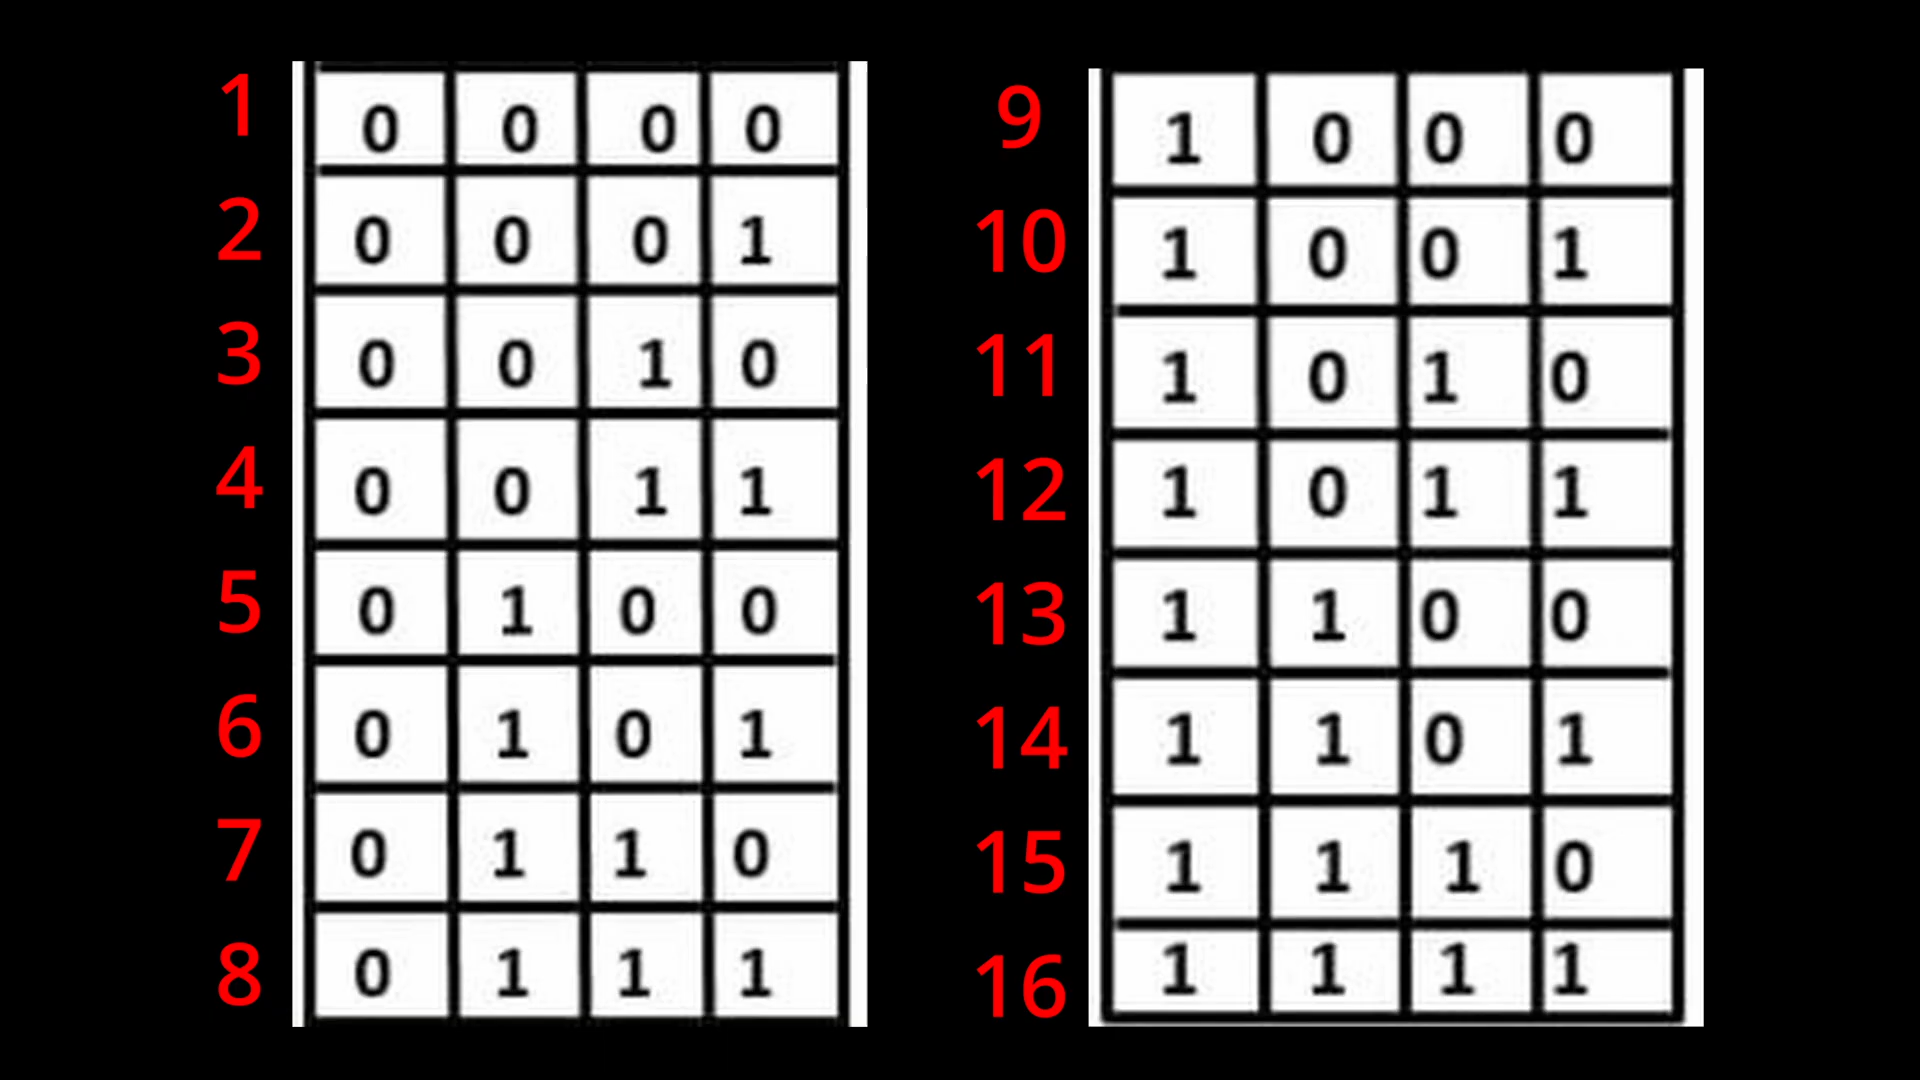 1 0 0 0 0
2 0 0 0 1
3 0 0 1 0
4 0 0 1 1
5 0 1 0 0
6 0 1 0 1
7 0 1 1 0
8 0 1 1 1
9 1 0 0 0
10 1 0 0 1
11 1 0 1 0
12 1 0 1 1
13 1 1 0 0
14 1 1 0 1
15 1 1 1 0
16 1 1 1 1